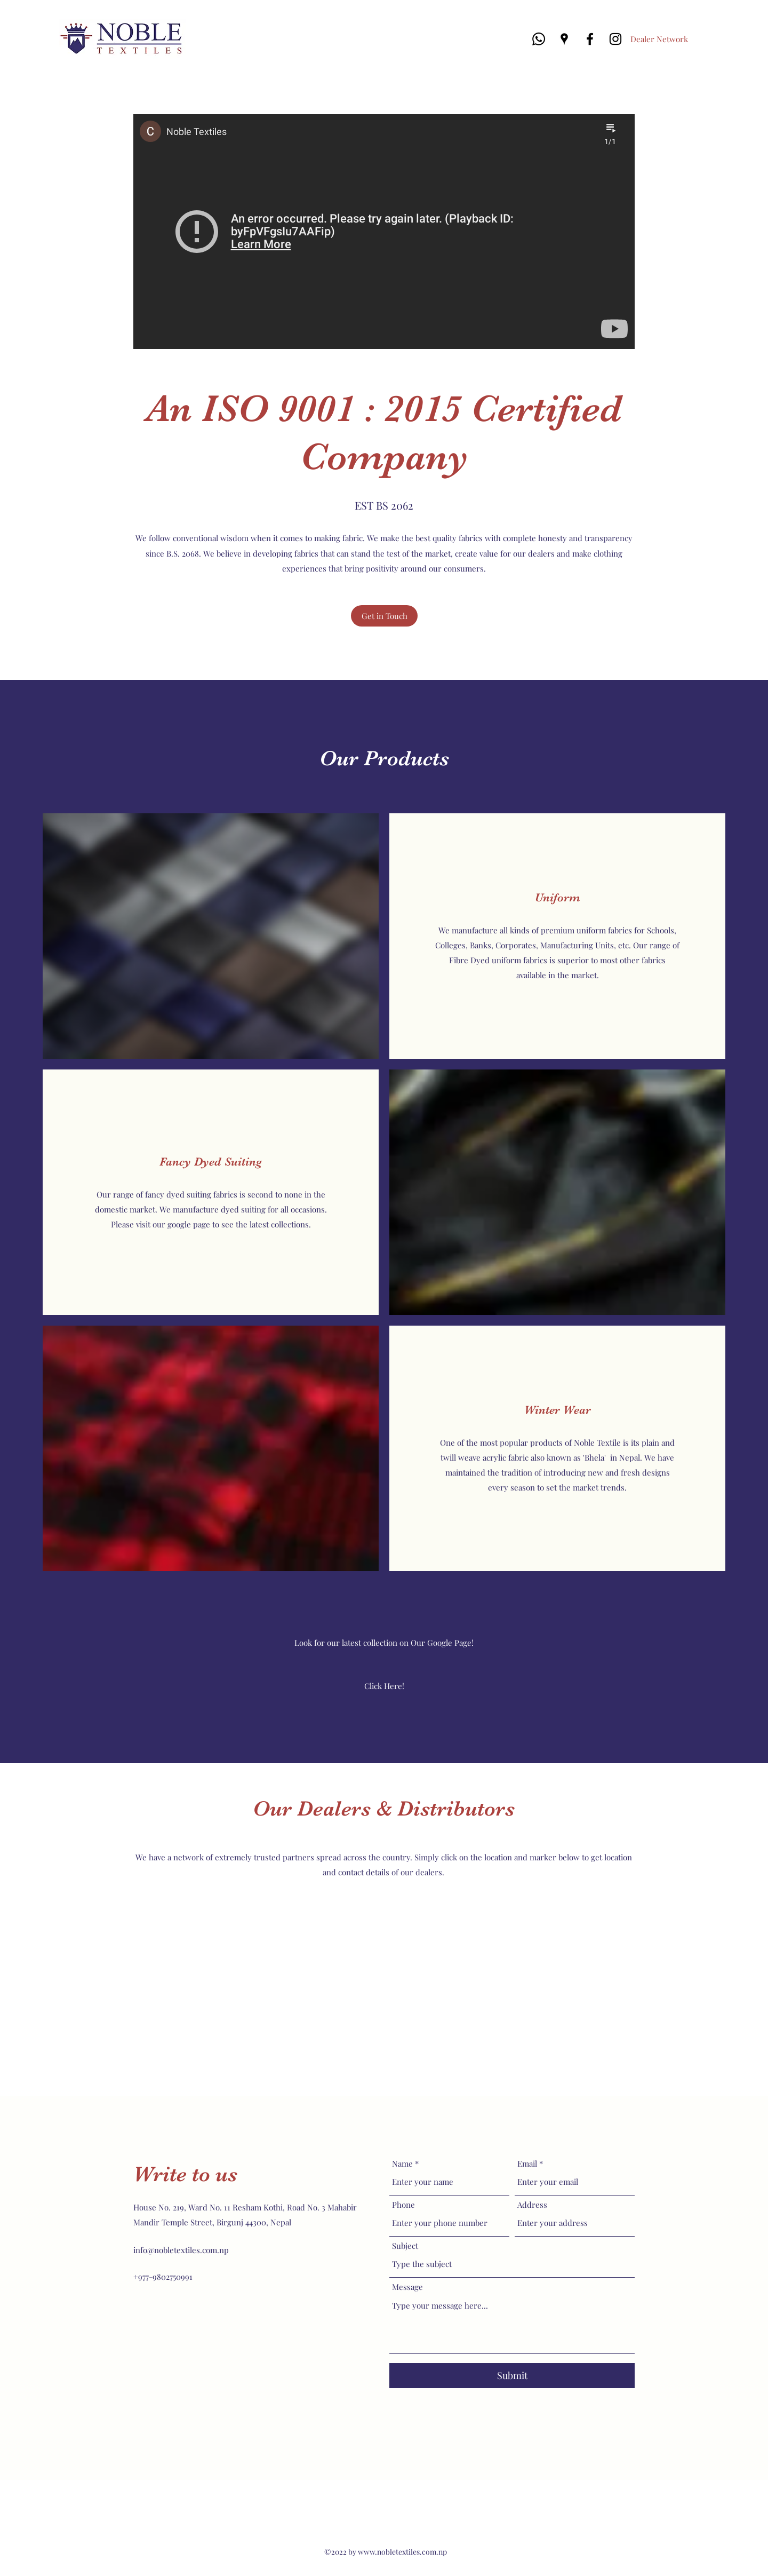 NOBLE
TEXTILES
Dealer Network
C Noble Textiles
1/1
An error occurred. Please try again later. (Playback ID:
byFpVFgsIu7AAFip)
Learn More
An ISO 9001 : 2015 Certified
Company
EST BS 2062
We follow conventional wisdom when it comes to making fabric. We make the best quality fabrics with complete honesty and transparency
since B.S. 2068. We believe in developing fabrics that can stand the test of the market, create value for our dealers and make clothing
experiences that bring positivity around our consumers.
Get in Touch
Our Products
Uniform
We manufacture all kinds of premium uniform fabrics for Schools,
Colleges, Banks, Corporates, Manufacturing Units, etc. Our range of
Fibre Dyed uniform fabrics is superior to most other fabrics
available in the market.
Fancy Dyed Suiting
Our range of fancy dyed suiting fabrics is second to none in the
domestic market. We manufacture dyed suiting for all occasions.
Please visit our google page to see the latest collections.
Winter Wear
One of the most popular products of Noble Textile is its plain and
twill weave acrylic fabric also known as 'Bhela'  in Nepal. We have
maintained the tradition of introducing new and fresh designs
every season to set the market trends.
Look for our latest collection on Our Google Page!
Click Here!
Our Dealers & Distributors
We have a network of extremely trusted partners spread across the country. Simply click on the location and marker below to get location
and contact details of our dealers.
Write to us
House No. 219, Ward No. 11 Resham Kothi, Road No. 3 Mahabir
Mandir Temple Street, Birgunj 44300, Nepal
info@nobletextiles.com.np
+977-9802750991
Name *
Email *
Enter your name
Enter your email
Phone
Address
Enter your phone number
Enter your address
Subject
Type the subject
Message
Type your message here...
Submit
©2022 by www.nobletextiles.com.np